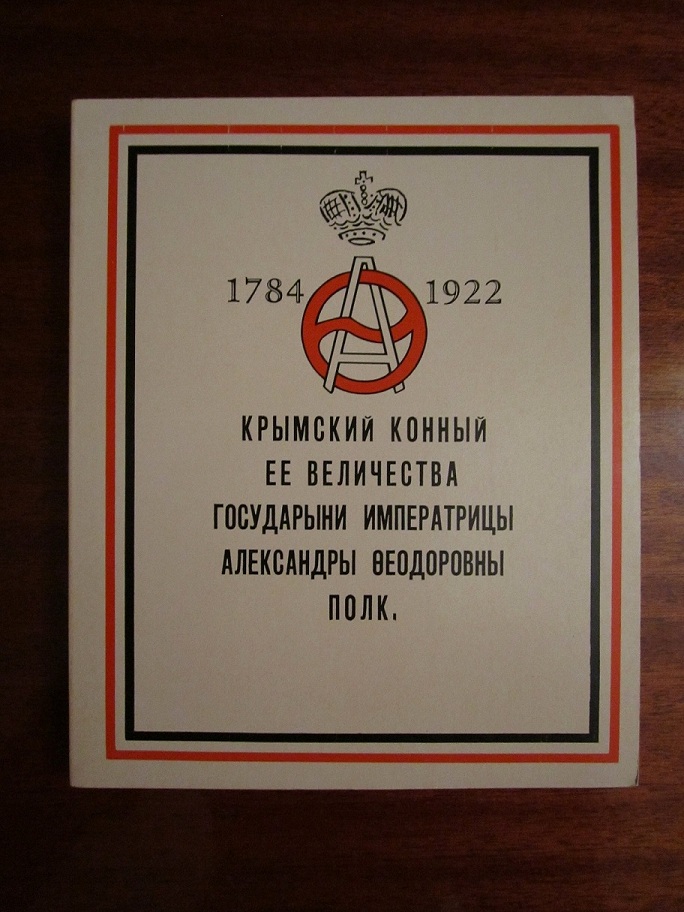 1784 1922
КРЫМСКИЙ КОННЫЙ
ЕЕ ВЕЛИЧЕСТВА
ГОСУДАРЫНИ ИМПЕРАТРИЦЫ
АЛЕКСАНДРЫ ѲЕОДОРОВНЫ
ПОЛК.